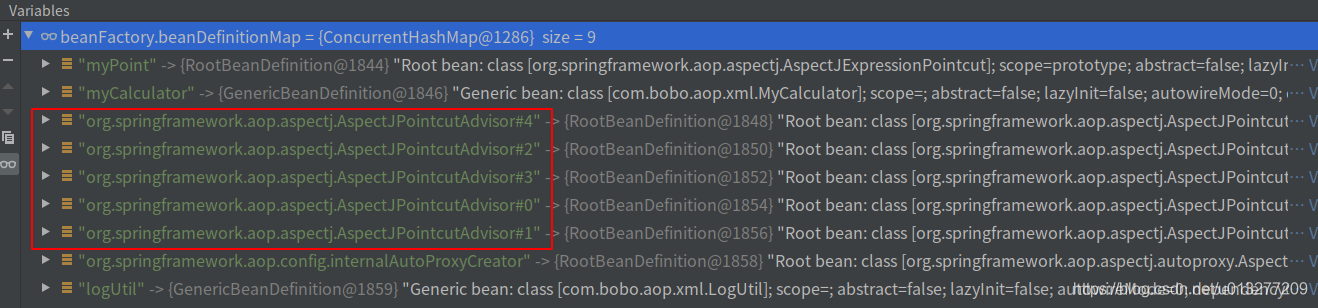 Variables
beanFactory.beanDefinitionMap = {ConcurrentHashMap@1286} size = 9
"myPoint" -> {RootBeanDefinition@1844} "Root bean: class [org.springframework.aop.aspectj.AspectJExpressionPointcut]; scope=prototype; abstract=false; lazyIr… V
"myCalculator" -> {GenericBeanDefinition@1846} "Generic bean: class [com.bobo.aop.xml.MyCalculator]; scope=; abstract=false; lazyInit=false; autowireMode=0; … V
"org.springframework.aop.aspectj.AspectJPointcutAdvisor#4" -> {RootBeanDefinition@1848} "Root bean: class [org.springframework.aop.aspectj.AspectJPointcut… V
"org.springframework.aop.aspectj.AspectJPointcutAdvisor#2" -> {RootBeanDefinition@1850} "Root bean: class [org.springframework.aop.aspectj.AspectJPointcut… V
"org.springframework.aop.aspectj.AspectJPointcutAdvisor#3" -> {RootBeanDefinition@1852} "Root bean: class [org.springframework.aop.aspectj.AspectJPointcut… V
"org.springframework.aop.aspectj.AspectJPointcutAdvisor#0" -> {RootBeanDefinition@1854} "Root bean: class [org.springframework.aop.aspectj.AspectJPointcut… V
"org.springframework.aop.aspectj.AspectJPointcutAdvisor#1" -> {RootBeanDefinition@1856} "Root bean: class [org.springframework.aop.aspectj.AspectJPointcut… V
"org.springframework.aop.config.internalAutoProxyCreator" -> {RootBeanDefinition@1858} "Root bean: class [org.springframework.aop.aspectj.autoproxy.Aspect… V
"logUtil" -> {GenericBeanDefinition@1859} "Generic bean: class [com.bobo.aop.xml.LogUtil]; scope=; abstract=false; lazyInit=false;